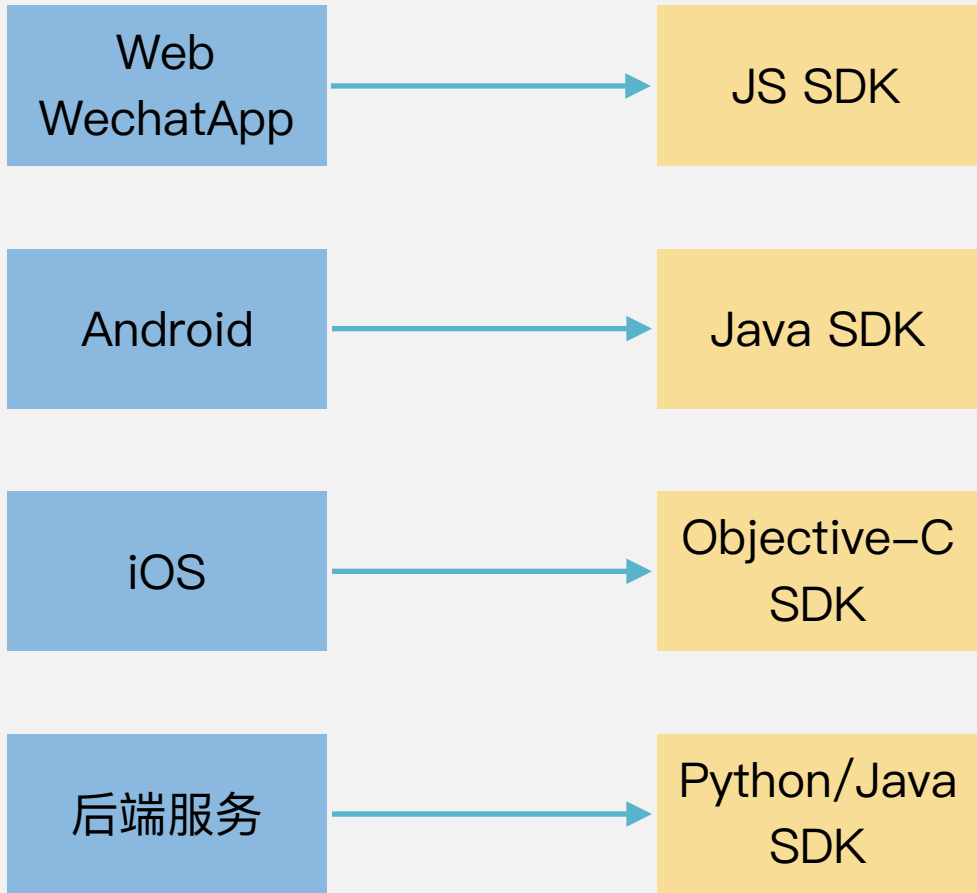 Web
WechatApp
JS SDK
Android
Java SDK
iOS
Objective-C
SDK
后端服务
Python/Java
SDK